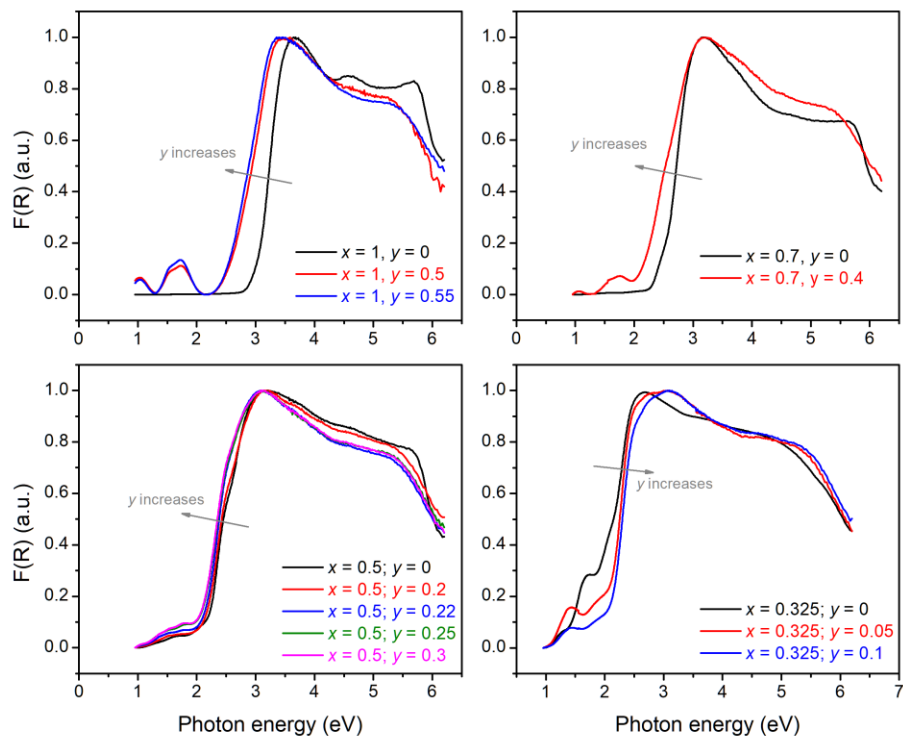 F(R) (a.u.)
1.0
0.8
0.6
0.4
0.2
0.0
y increases
x = 1, y = 0
x = 1, y = 0.5
x = 1, y = 0.55
0 1 2 3 4 5 6
1.0
0.8
0.6
0.4
0.2
0.0
y increases
x = 0.7, y = 0
x = 0.7, y = 0.4
0 1 2 3 4 5 6
F(R) (a.u.)
1.0
0.8
0.6
0.4
0.2
0.0
y increases
x = 0.5; y = 0
x = 0.5; y = 0.2
x = 0.5; y = 0.22
x = 0.5; y = 0.25
x = 0.5; y = 0.3
0 1 2 3 4 5 6
Photon energy (eV)
1.0
0.8
0.6
0.4
0.2
0.0
y increases
x = 0.325; y = 0
x = 0.325; y = 0.05
x = 0.325; y = 0.1
1 2 3 4 5 6 7
Photon energy (eV)